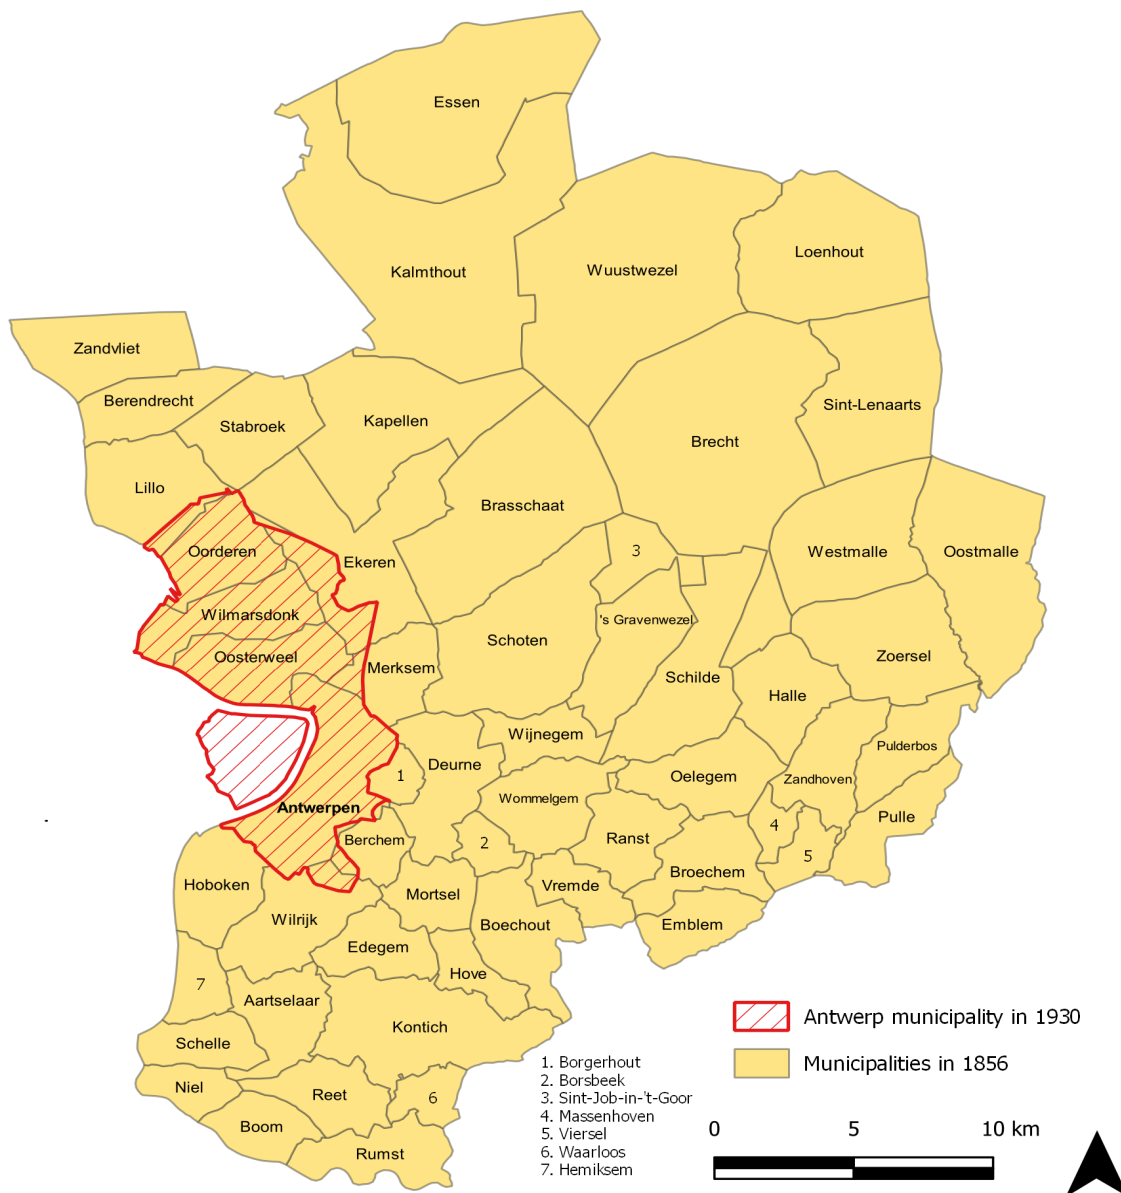 Essen
Loenhout
Wuustwezel
Kalmthout
Zandvliet
Berendrecht
Sint-Lenaarts
Kapellen
Stabroek
Brecht
Lillo
Brasschaat
3
Oorderen
Westmalle
Oostmalle
Ekeren
Wilmarsdonk
's Gravenwezel
Schoten
Oosterweel
Zoersel
Merksem
Schilde
Halle
Wijnegem
Pulderbos
Deurne
1
Oelegem
Zandhoven
Wommelgem
Antwerpen
Pulle
4
Ranst
Berchem
2
5
Broechem
Hoboken
Vremde
Mortsel
Wilrijk
Boechout
Emblem
Edegem
Hove
7
Aartselaar
Kontich
Schelle
Niel
Reet
6
Boom
Rumst
Antwerp municipality in 1930
Municipalities in 1856
1. Borgerhout
2. Borsbeek
3. Sint-Job-in-'t-Goor
4. Massenhoven
5. Viersel
6. Waarloos
7. Hemiksem
0 5 10 km